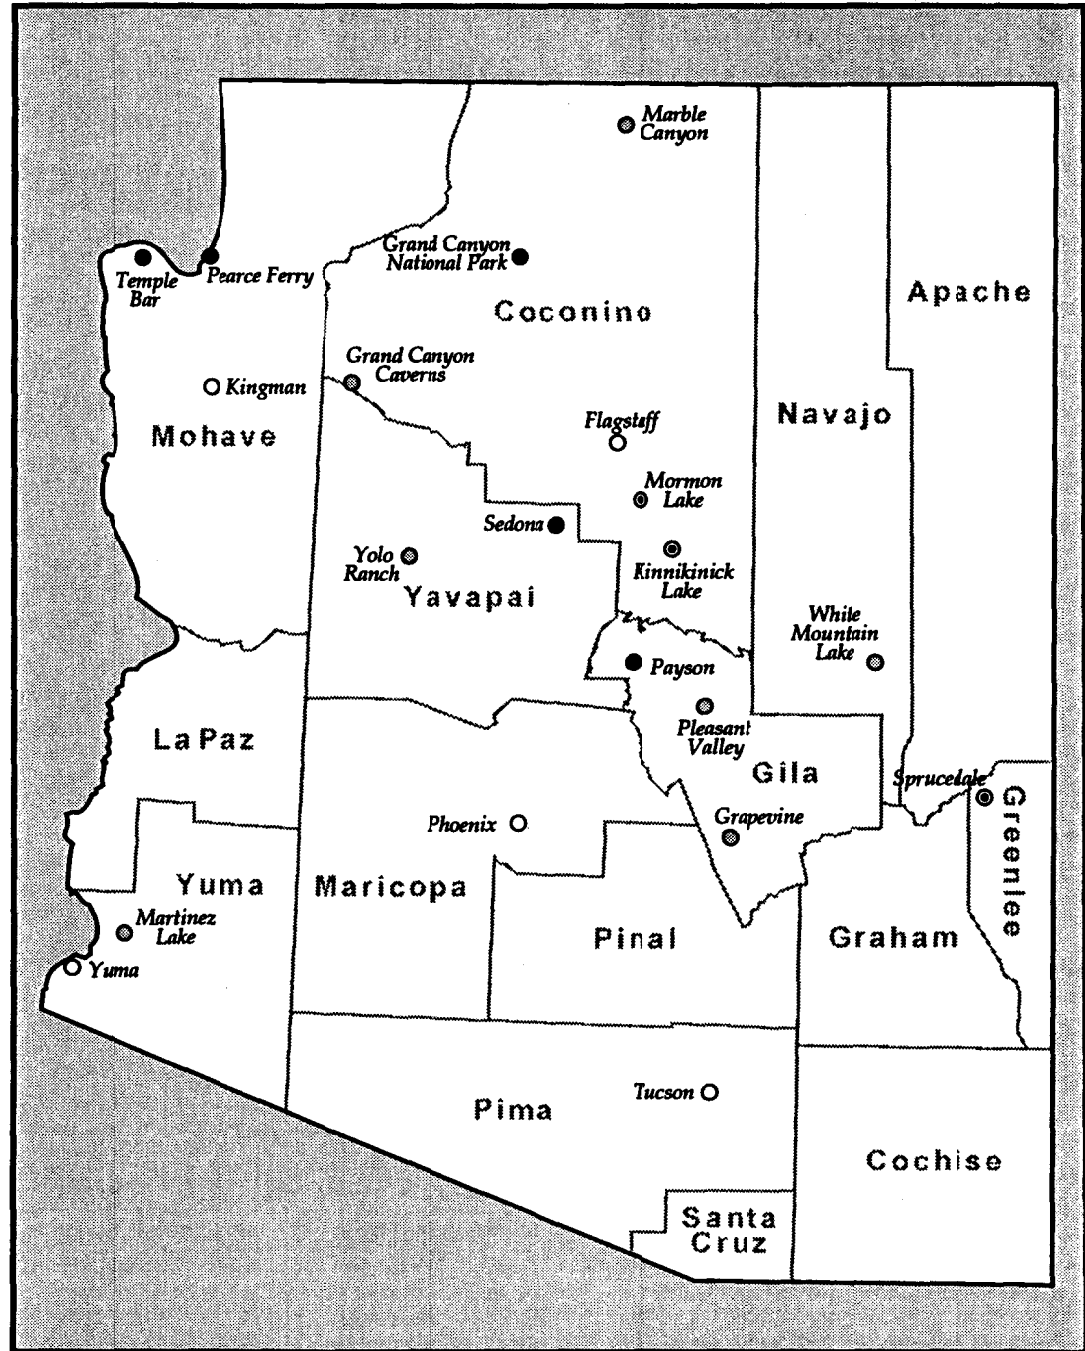 Marble
Canyon
Grand Canyon
National Park
Temple
Bar
Pearce Ferry
Apache
Coconino
Grand Canyon
Caverns
Kingman
Navajo
Flagstaff
Mohave
Mormon
Lake
Sedona
Yolo
Ranch
Kinnikinick
Lake
Yavapai
White
Mountain
Lake
Payson
Pleasant
Valley
La Paz
Gila
Sprucedale
Greenlee
Phoenix
Grapevine
Yuma
Maricopa
Martinez
Lake
Pinal
Graham
Yuma
Tucson
Pima
Cochise
Santa
Cruz